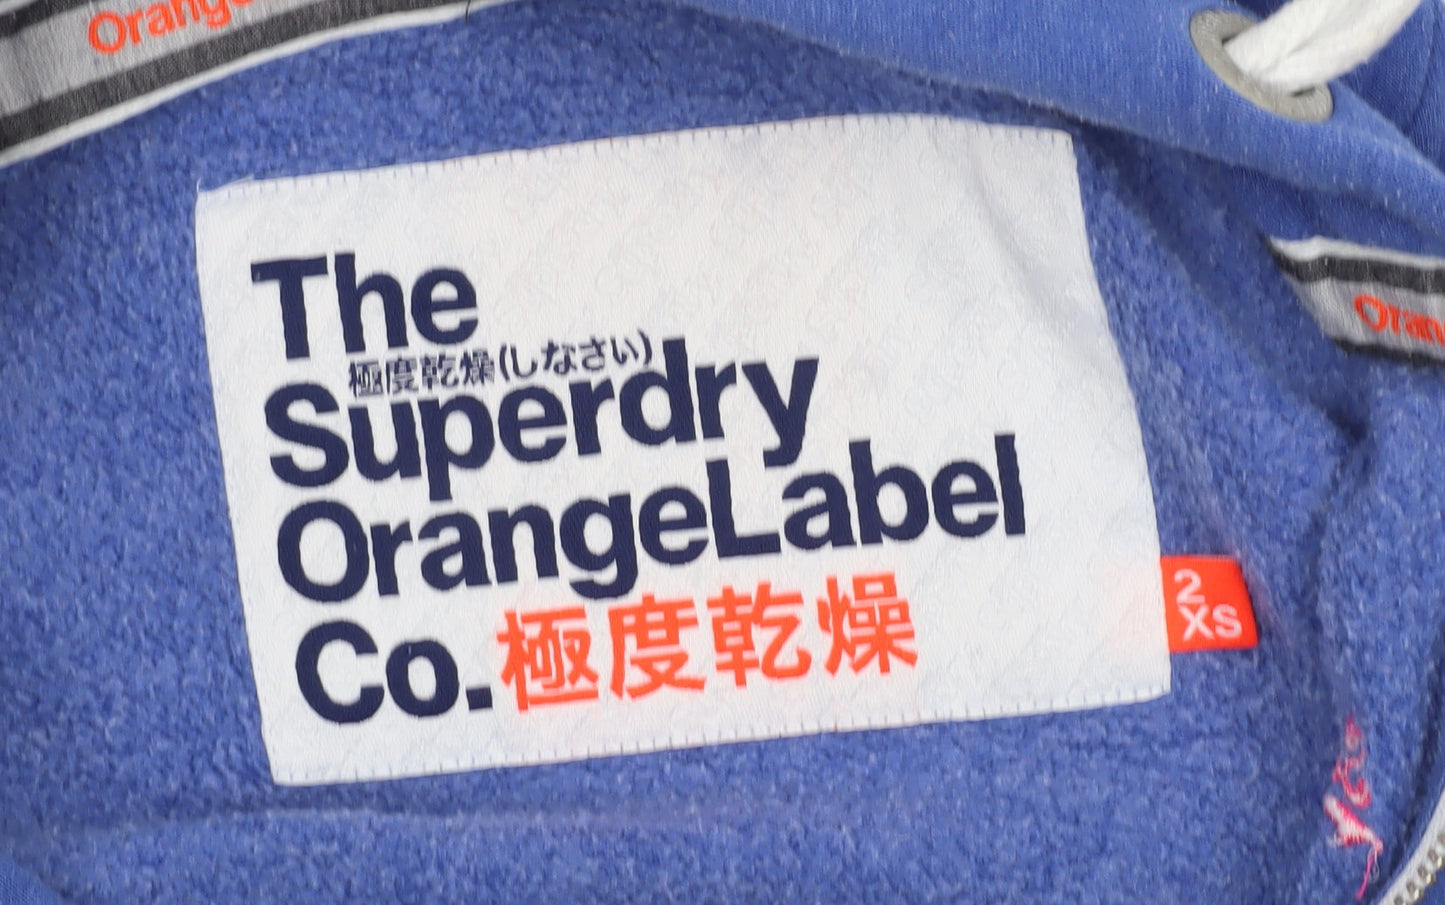 Orange
The
極度乾燥(しなさい)
Superdry
OrangeLabel
Co.極度乾燥
2
XS
Orang